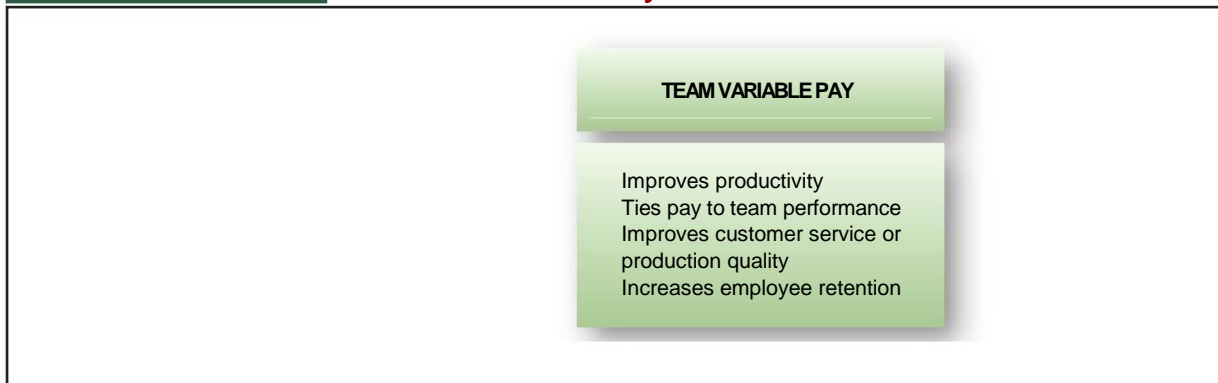 TEAM VARIABLE PAY
Improves productivity
Ties pay to team performance
Improves customer service or
production quality
Increases employee retention